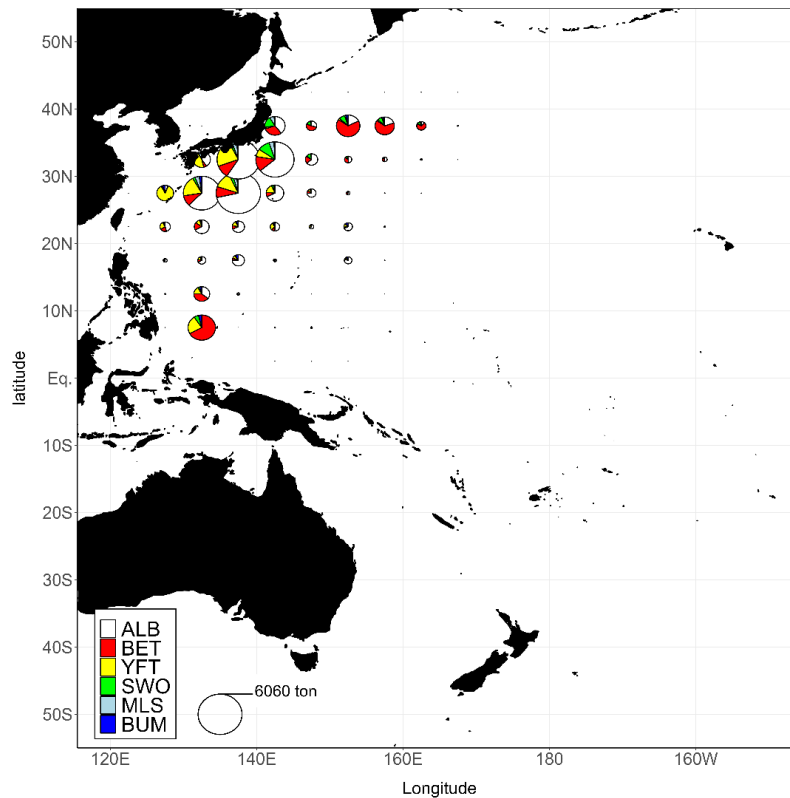 50N
40N
30N
20N
10N
Eq.
10S
20S
30S
40S
50S
latitude
ALB
BET
YFT
SWO
MLS
BUM
6060 ton
120E
140E
160E
180
160W
Longitude